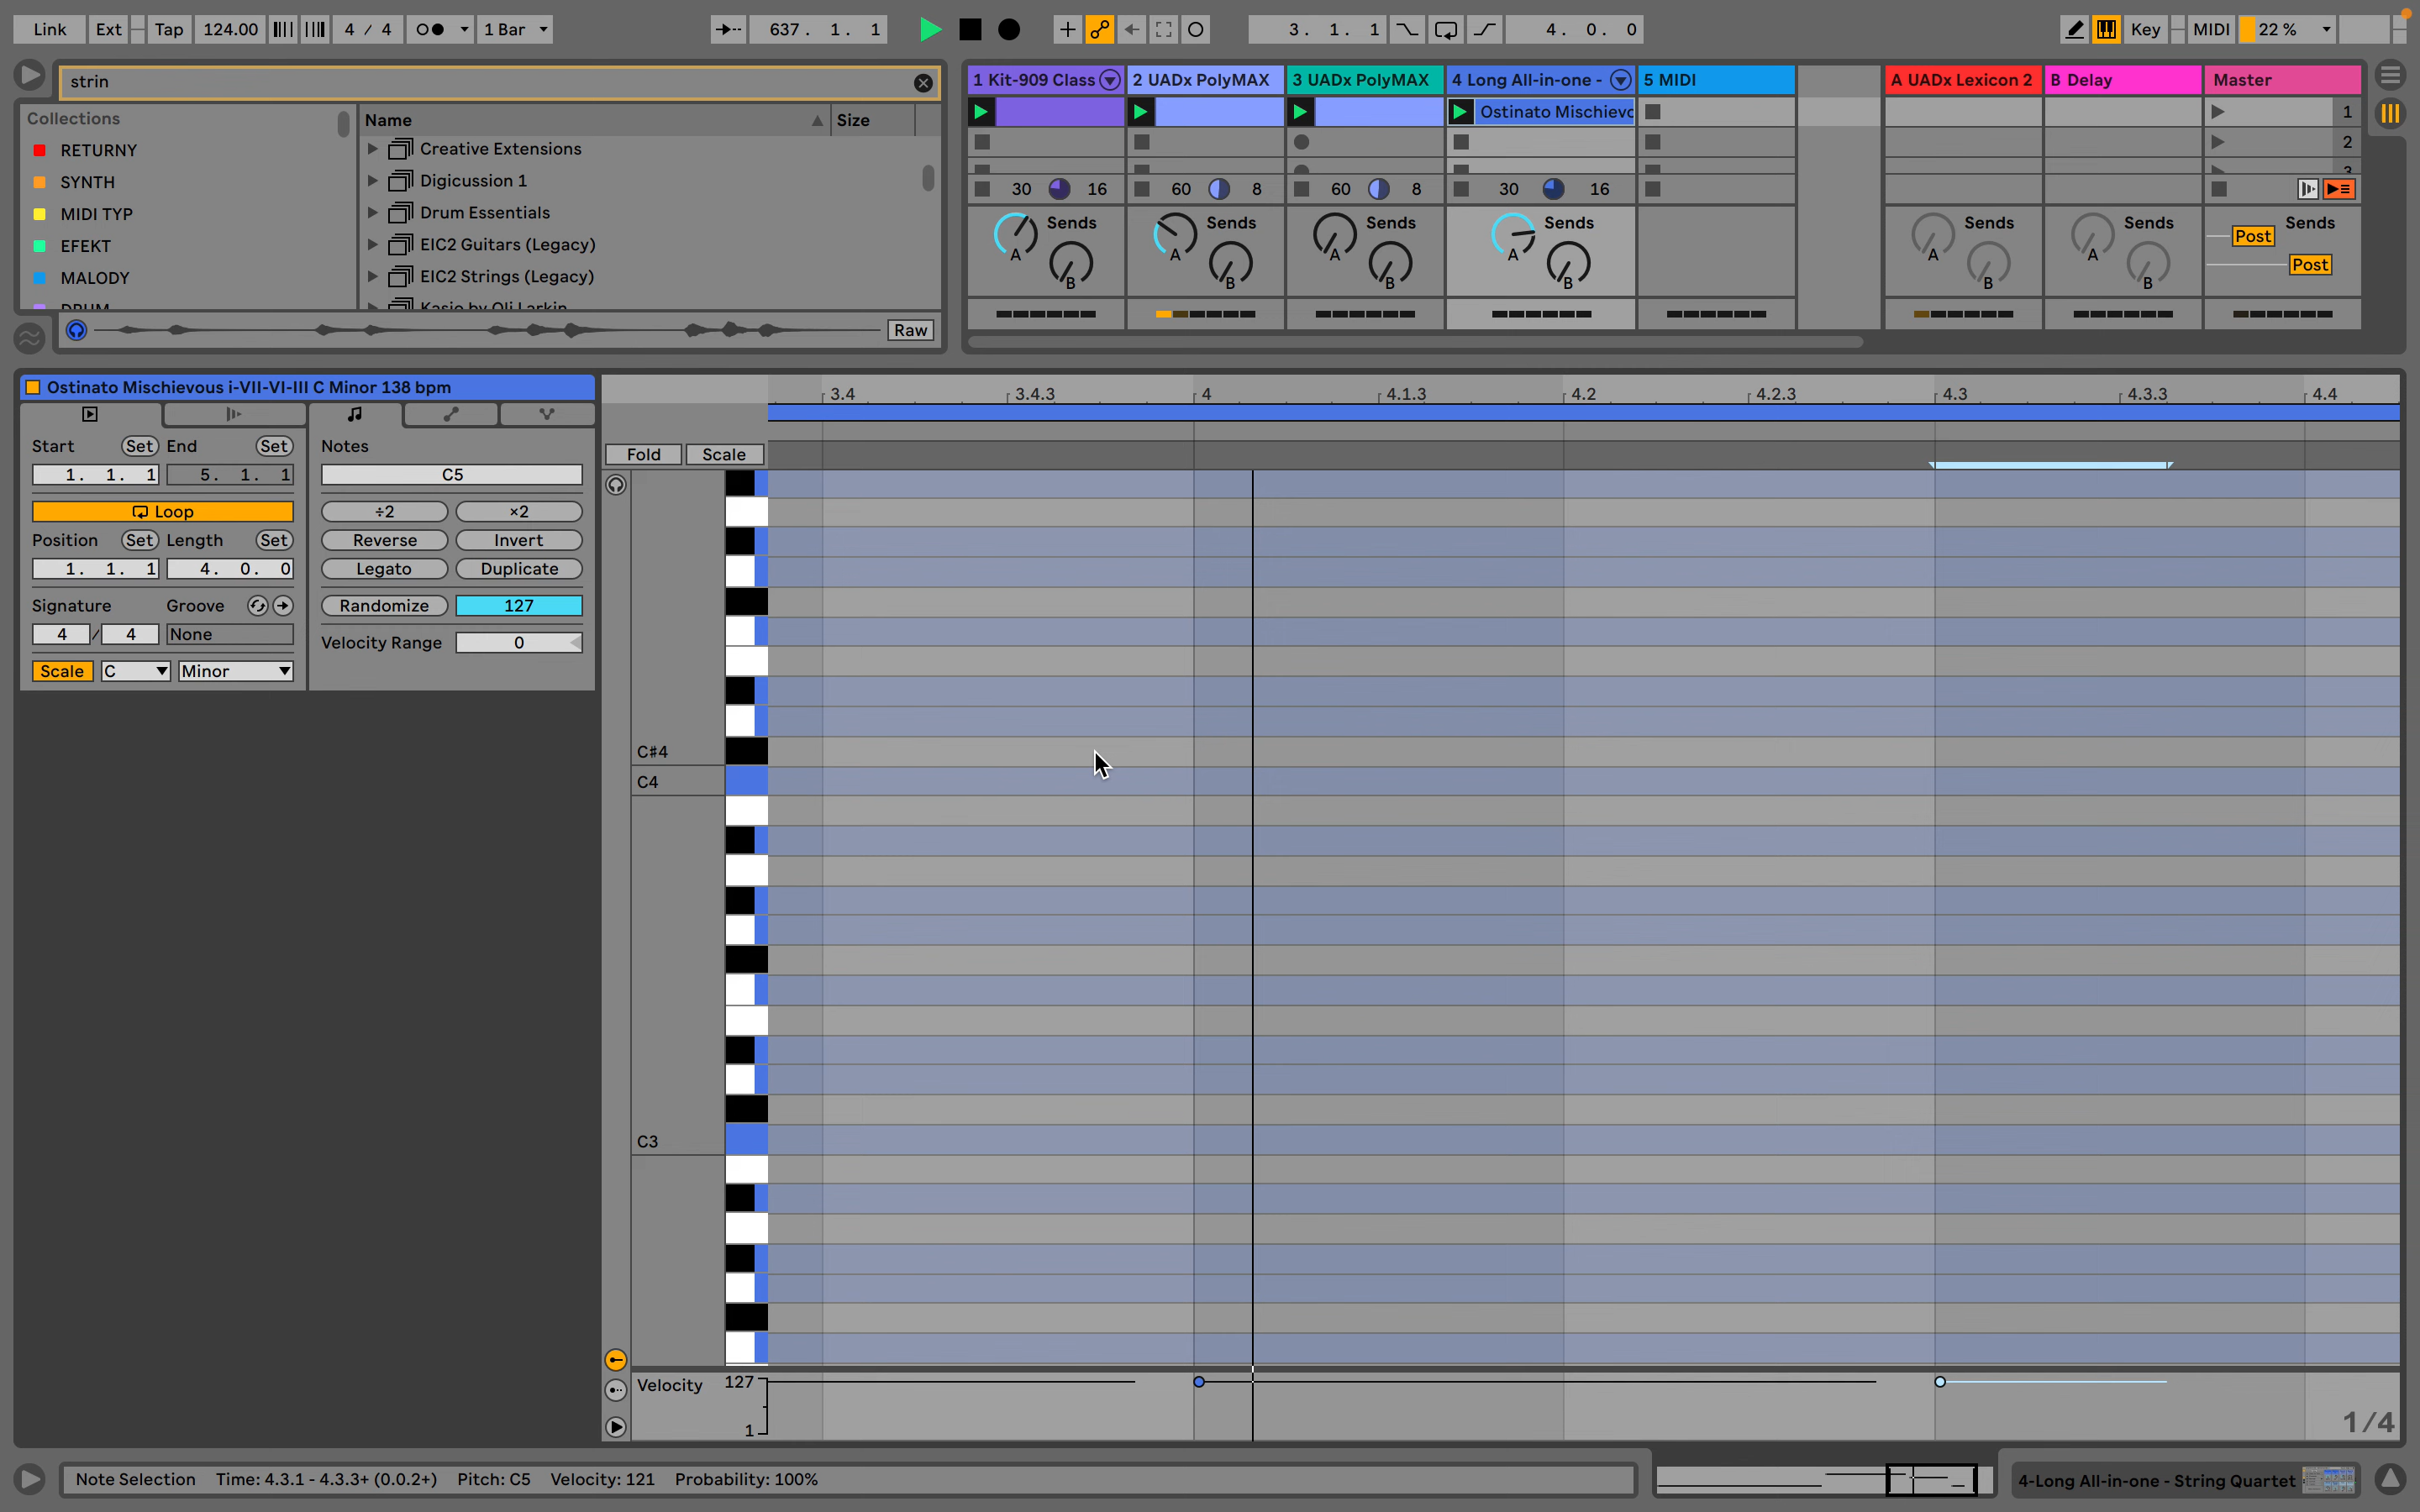 Link Ext Tap 124.00 4 / 4 1 Bar 637. 1. 1 3. 1. 1 4. 0. 0 Key MIDI 22 %
strin
1 Kit-909 Class 2 UADx PolyMAX 3 UADx PolyMAX 4 Long All-in-one - 5 MIDI A UADx Lexicon 2 B Delay Master
Collections Name Size
Ostinato Mischievo 1
RETURNY Creative Extensions 2
SYNTH Digicussion 1 3
30 16 60 8 60 8 30 16
MIDI TYP Drum Essentials
Sends Sends Sends Sends Sends Sends Sends
EFEKT EIC2 Guitars (Legacy) Post
A A A A A A
MALODY EIC2 Strings (Legacy) Post
B B B B B B
DRUM Kasio by Oli Larkin
Raw
Ostinato Mischievous i-VII-VI-III C Minor 138 bpm
3.4 3.4.3 4 4.1.3 4.2 4.2.3 4.3 4.3.3 4.4
Start Set End Set Notes
Fold Scale
1. 1. 1 5. 1. 1 C5
Loop ÷2 ×2
Position Set Length Set Reverse Invert
1. 1. 1 4. 0. 0 Legato Duplicate
Signature Groove Randomize 127
4 / 4 None Velocity Range 0
Scale C Minor
C#4
C4
C3
Velocity 127
1
1/4
Note Selection Time: 4.3.1 - 4.3.3+ (0.0.2+) Pitch: C5 Velocity: 121 Probability: 100%
4-Long All-in-one - String Quartet